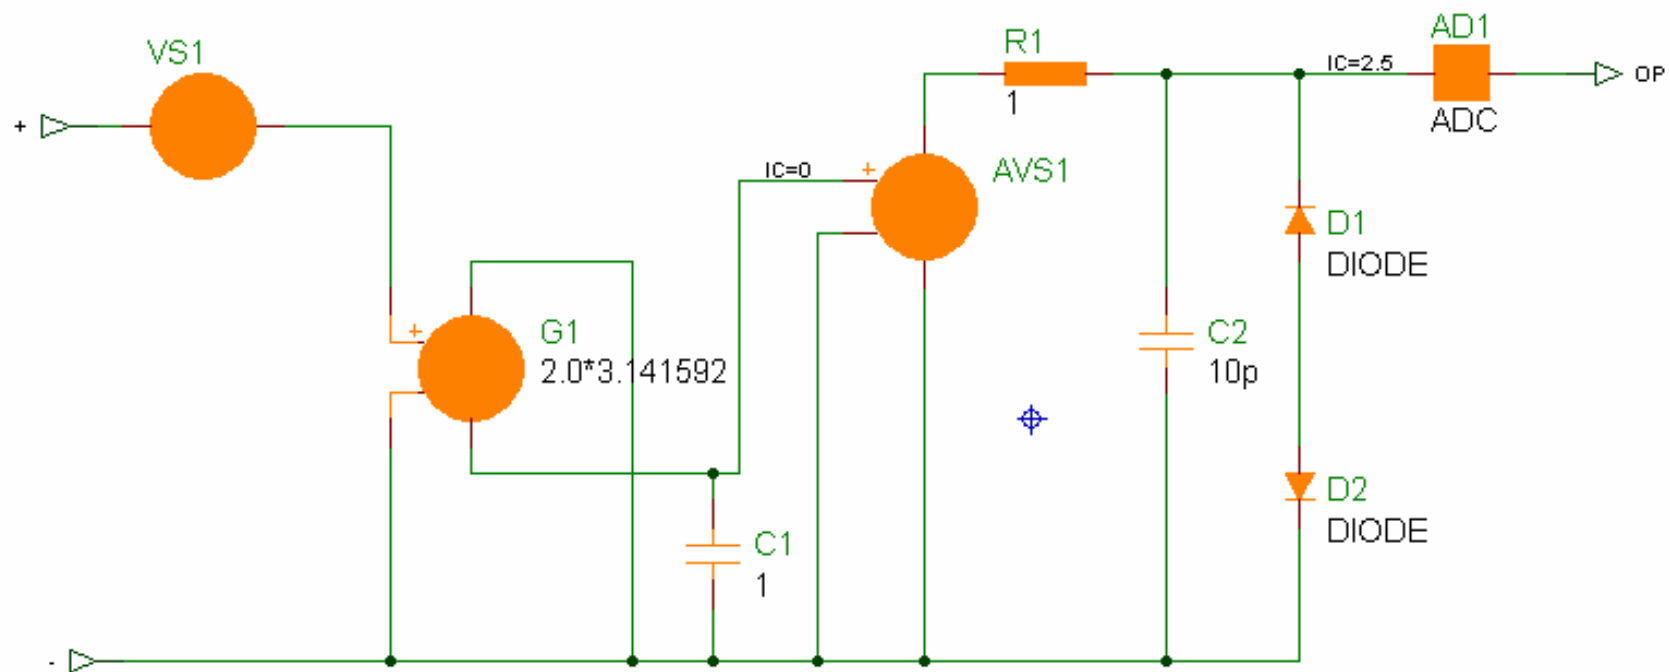 VS1
+
IC=0
+
AVS1
R1
1
IC=2.5
AD1
ADC
OP
+
G1
2.0*3.141592
C1
1
C2
10p
D1
DIODE
D2
DIODE
-